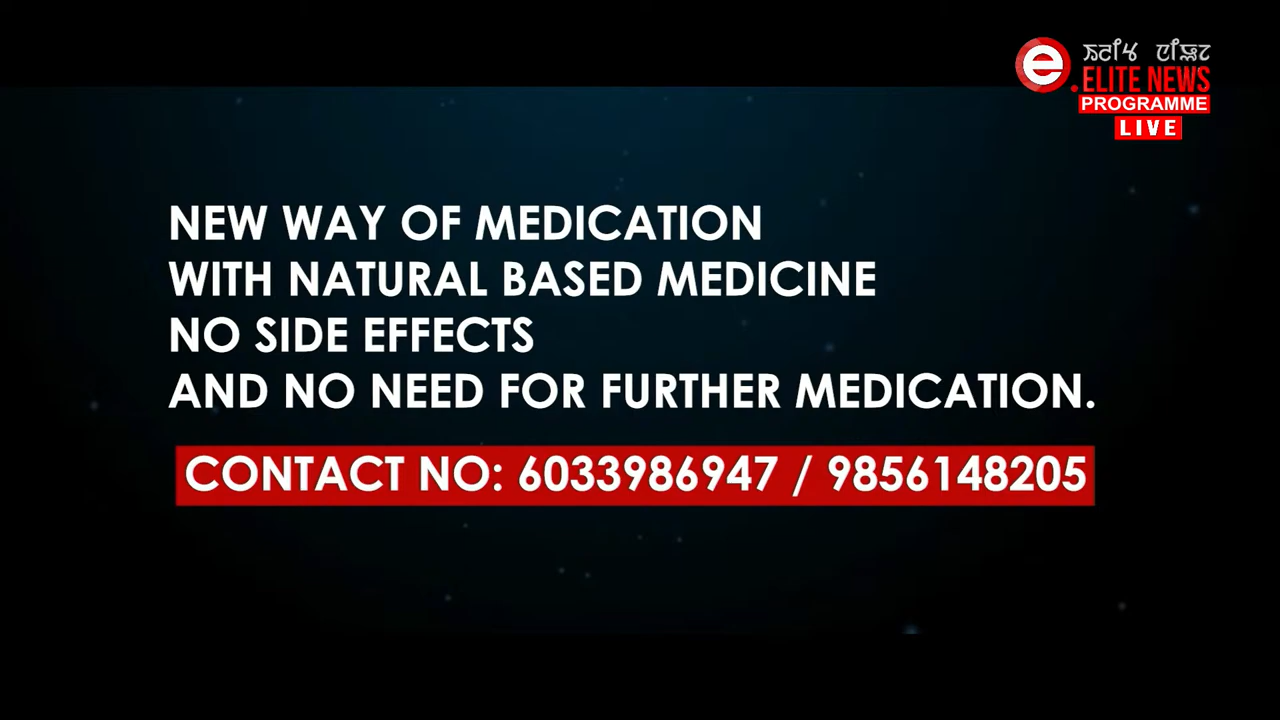 e.
ELITE NEWS
PROGRAMME
LIVE
NEW WAY OF MEDICATION
WITH NATURAL BASED MEDICINE
NO SIDE EFFECTS
AND NO NEED FOR FURTHER MEDICATION.
CONTACT NO: 6033986947 / 9856148205